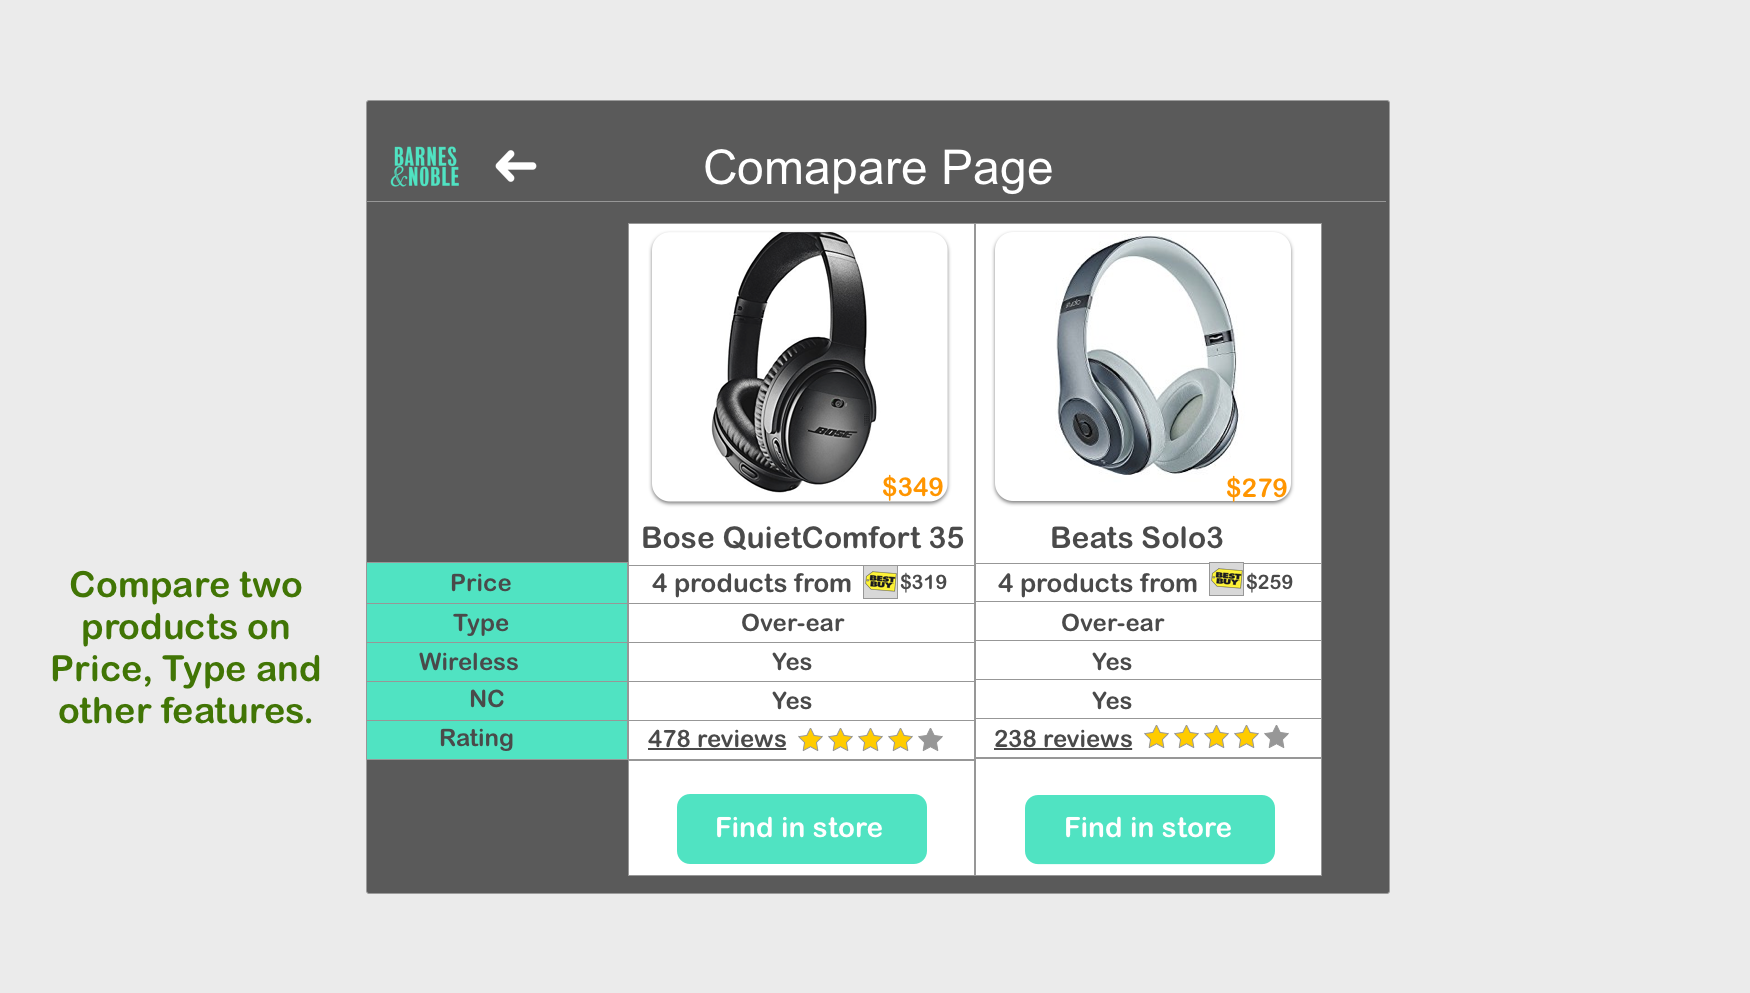 BARNES
&NOBLE
Comapare Page
studio
BOSE
b
$349
$279
Bose QuietComfort 35
Beats Solo3
Price
4 products from BEST BUY $319
4 products from BEST BUY $259
Type
Over-ear
Over-ear
Wireless
Yes
Yes
NC
Yes
Yes
Rating
478 reviews
238 reviews
Find in store
Find in store
Compare two
products on
Price, Type and
other features.